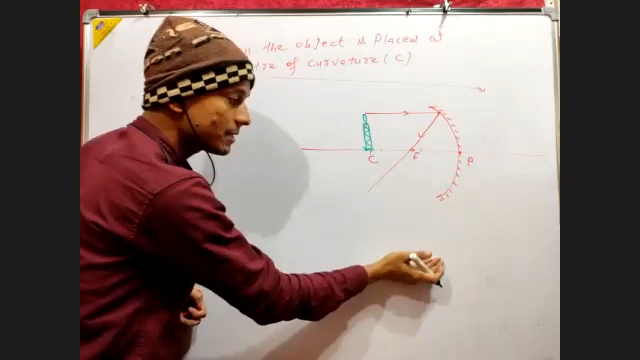 the object is placed at
of curvature (C)
C
F
P